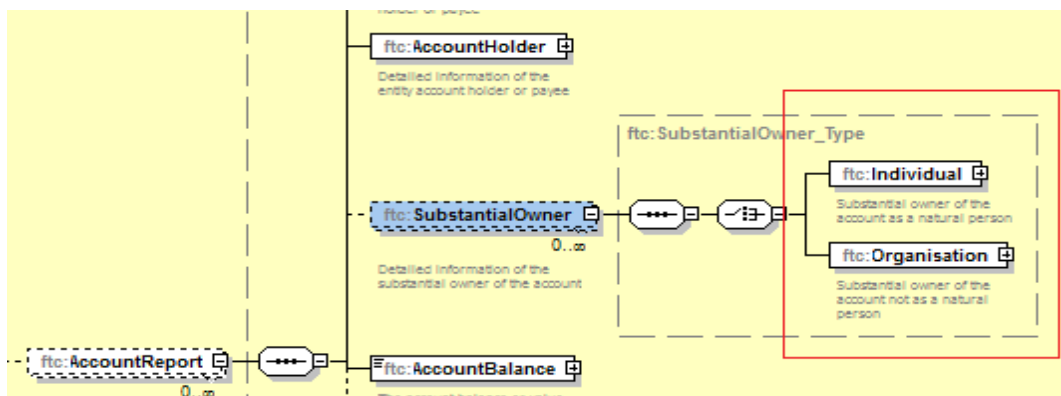 holder or payee
ftc:AccountHolder
Detailed information of the
entity account holder or payee
ftc:SubstantialOwner_Type
ftc:Individual
Substantial owner of the
account as a natural person
ftc:SubstantialOwner
0..∞
Detailed information of the
substantial owner of the account
ftc:Organisation
Substantial owner of the
account not as a natural
person
ftc:AccountReport
0..∞
ftc:AccountBalance